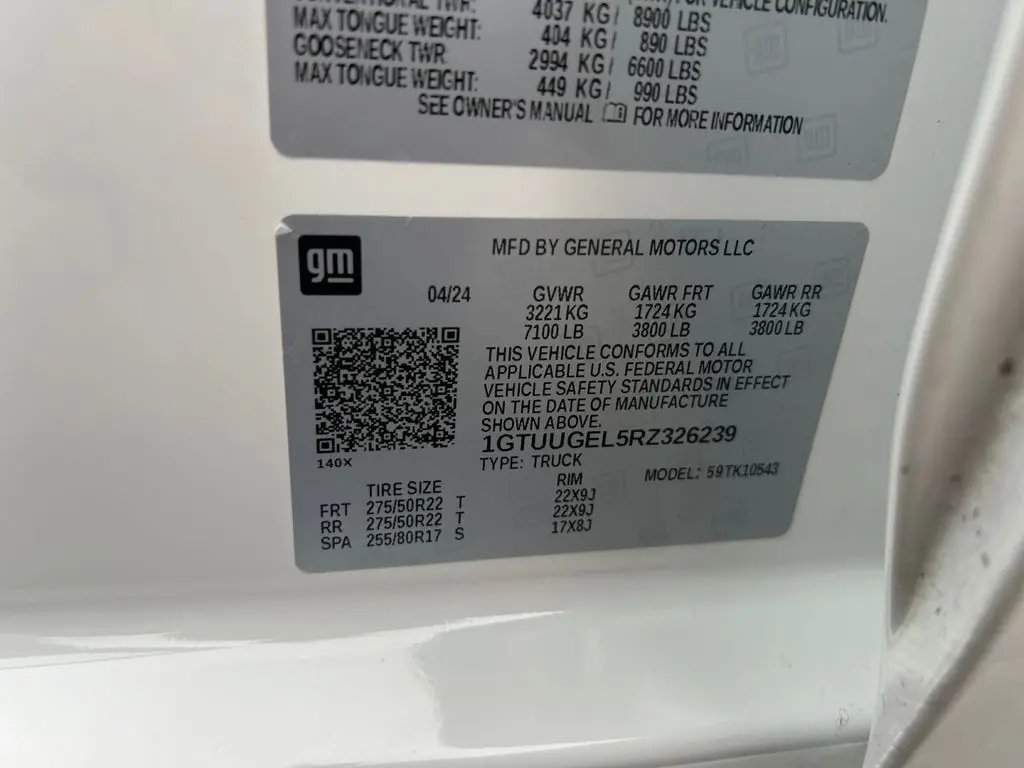 CONVENTIONAL TWR: 4037 KG/ 8900 LBS
FOR VEHICLE CONFIGURATION.
MAX TONGUE WEIGHT: 404 KG/ 890 LBS
GOOSENECK TWR: 2994 KG/ 6600 LBS
MAX TONGUE WEIGHT: 449 KG/ 990 LBS
SEE OWNER'S MANUAL FOR MORE INFORMATION
gm
MFD BY GENERAL MOTORS LLC
04/24 GVWR GAWR FRT GAWR RR
3221 KG 1724 KG 1724 KG
7100 LB 3800 LB 3800 LB
THIS VEHICLE CONFORMS TO ALL
APPLICABLE U.S. FEDERAL MOTOR
VEHICLE SAFETY STANDARDS IN EFFECT
ON THE DATE OF MANUFACTURE
SHOWN ABOVE.
1GTUUGEL5RZ326239
140X
TYPE: TRUCK MODEL: 59TK10543
TIRE SIZE RIM
FRT 275/50R22 T 22X9J
RR 275/50R22 T 22X9J
SPA 255/80R17 S 17X8J